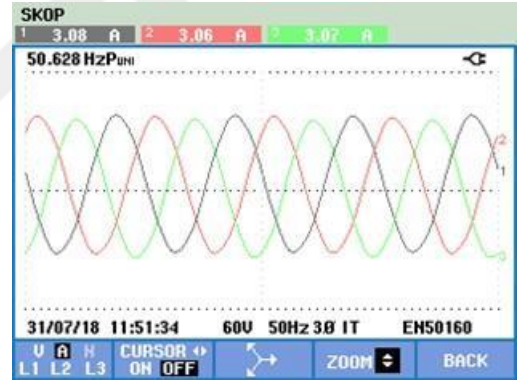 SKOP
1 3.08 A 2 3.06 A 3 3.07 A
50.628 HzPUNI
2
1
3
31/07/18 11:51:34 60V 50Hz 3Ø IT EN50160
V A H CURSOR ZOOM BACK
L1 L2 L3 ON OFF